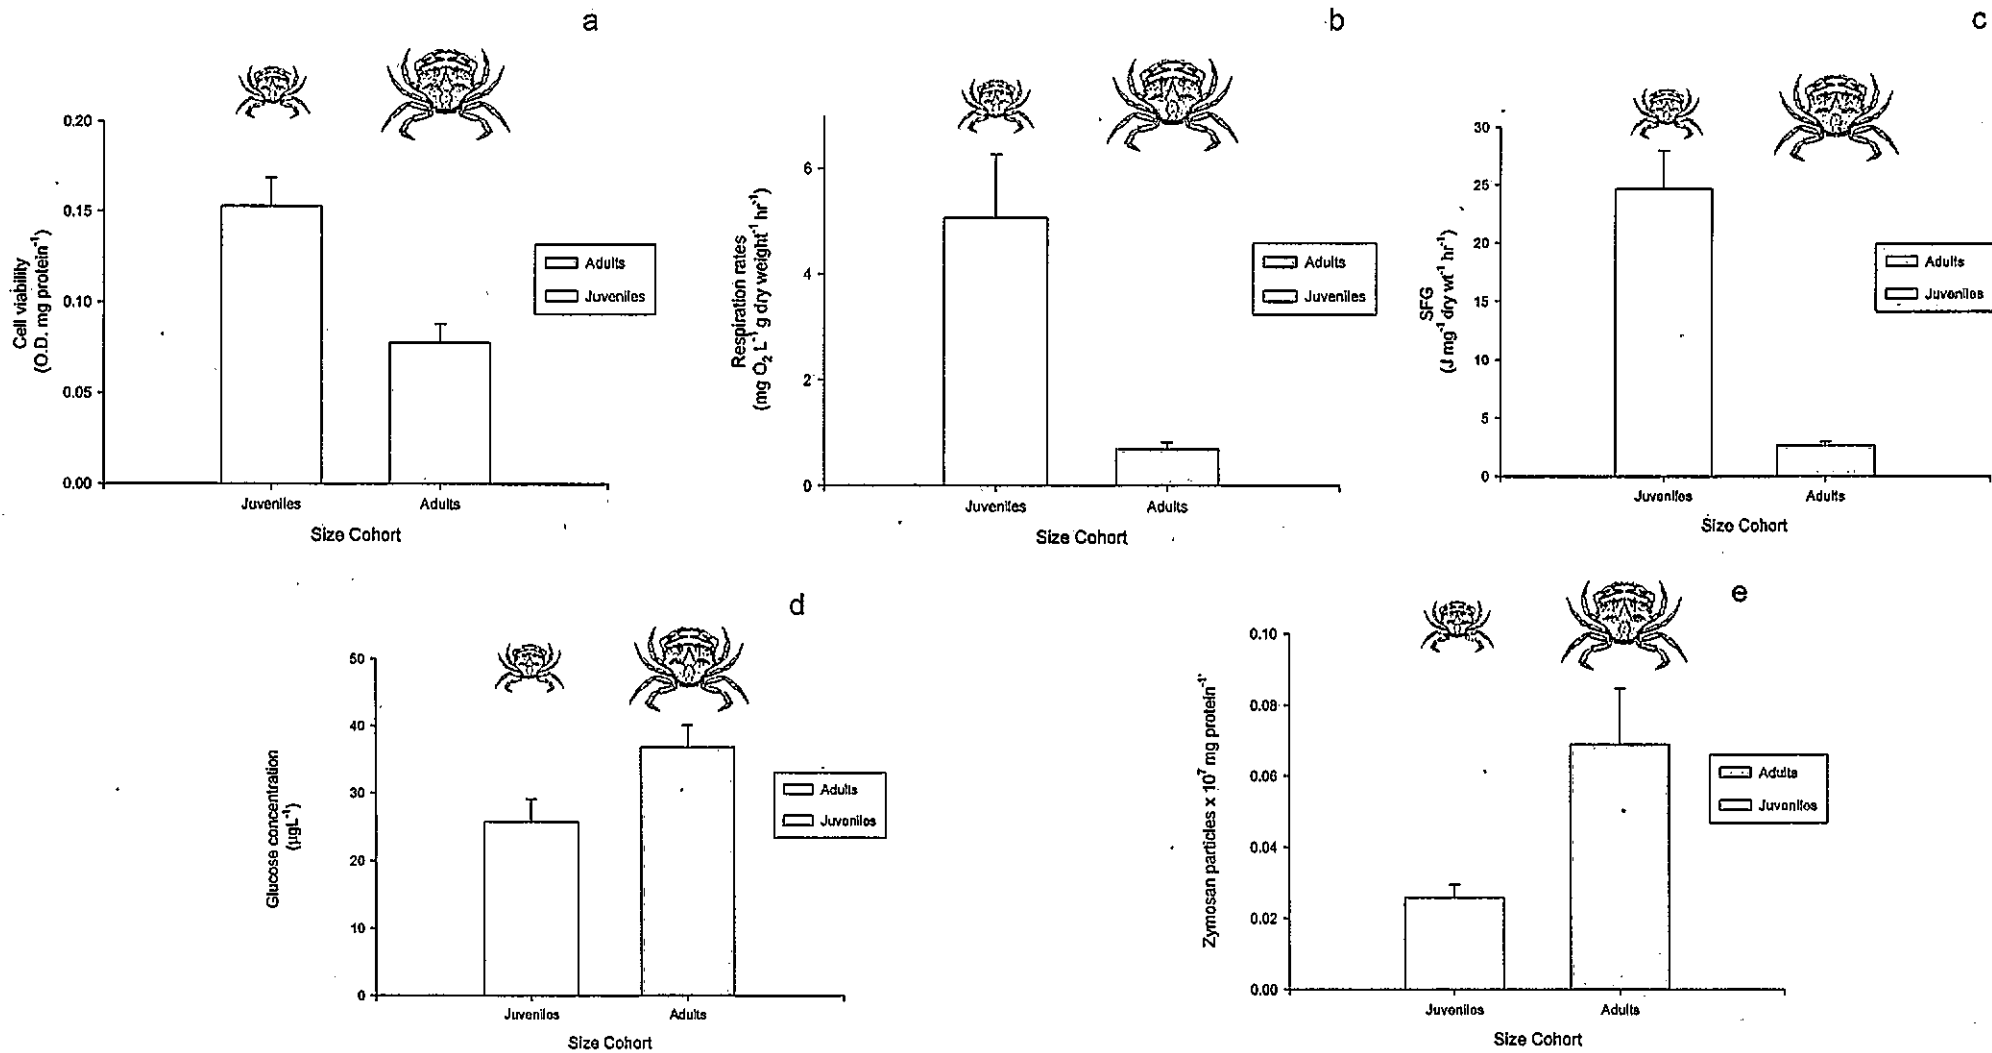 a
0.20
0.15
0.10
0.05
0.00
Cell viability
(O.D. mg protein⁻¹)
Juveniles
Adults
Size Cohort
Adults
Juveniles
b
6
4
2
0
Respiration rates
(mg O₂ L⁻¹ g dry weight⁻¹ hr⁻¹)
Juveniles
Adults
Size Cohort
Adults
Juveniles
c
30
25
20
15
10
5
0
SFG
(J mg⁻¹ dry wt⁻¹ hr⁻¹)
Juveniles
Adults
Size Cohort
Adults
Juveniles
d
50
40
30
20
10
0
Glucose concentration
(µgL⁻¹)
Juveniles
Adults
Size Cohort
Adults
Juveniles
e
0.10
0.08
0.06
0.04
0.02
0.00
Zymosan particles x 10⁷ mg protein⁻¹
Juveniles
Adults
Size Cohort
Adults
Juveniles